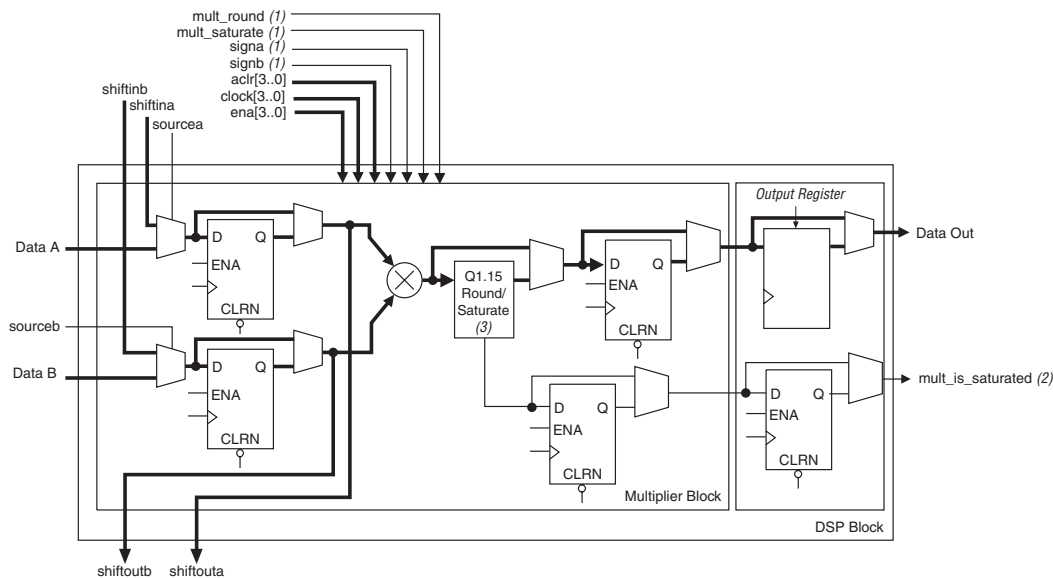 mult_round (1)
mult_saturate (1)
signa (1)
signb (1)
aclr[3..0]
clock[3..0]
ena[3..0]
shiftinb
shiftina
sourcea
Output Register
Data A
D Q
ENA
CLRN
Q1.15
Round/
Saturate
(3)
D Q
ENA
CLRN
Data Out
sourceb
Data B
D Q
ENA
CLRN
D Q
ENA
CLRN
D Q
ENA
CLRN
mult_is_saturated (2)
Multiplier Block
DSP Block
shiftoutb
shiftouta